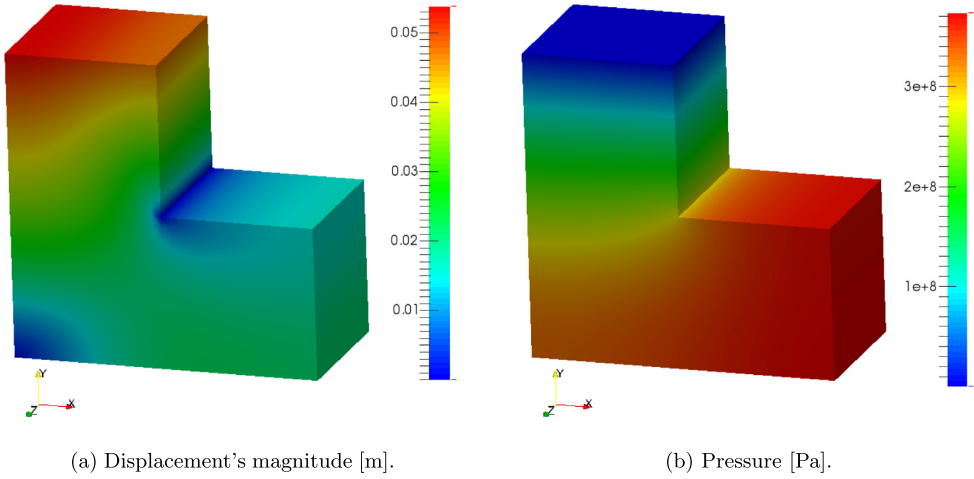 0.05
0.04
0.03
0.02
0.01
Y
Z
X
3e+8
2e+8
1e+8
Y
Z
X
(a) Displacement's magnitude [m].
(b) Pressure [Pa].